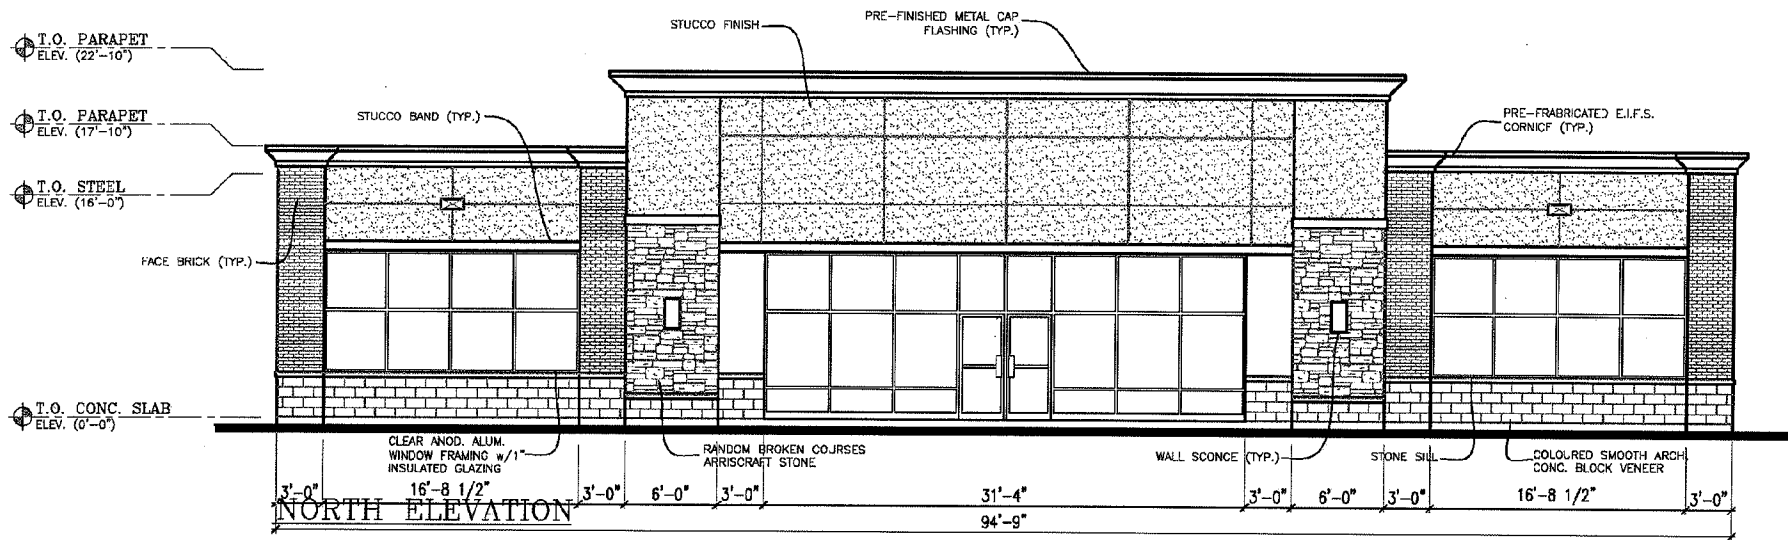 STUCCO FINISH
PRE-FINISHED METAL CAP
FLASHING (TYP.)
T.O. PARAPET
ELEV. (22'-10")
T.O. PARAPET
ELEV. (17'-10")
STUCCO BAND (TYP.)
PRE-FRABRICATED E.I.F.S.
CORNICE (TYP.)
T.O. STEEL
ELEV. (16'-0")
FACE BRICK (TYP.)
T.O. CONC. SLAB
ELEV. (0'-0")
CLEAR ANOD. ALUM.
WINDOW FRAMING w/1"
INSULATED GLAZING
RANDOM BROKEN COURSES
ARRISCRAFT STONE
WALL SCONCE (TYP.)
STONE SILL
COLOURED SMOOTH ARCH.
CONC. BLOCK VENEER
3'-0" 16'-8 1/2" 3'-0" 6'-0" 3'-0" 31'-4" 3'-0" 6'-0" 3'-0" 16'-8 1/2" 3'-0"
NORTH ELEVATION
94'-9"